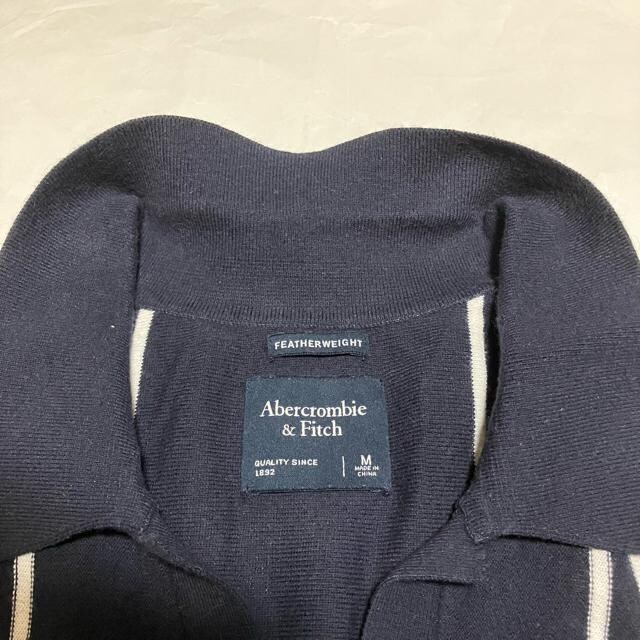 FEATHERWEIGHT
Abercrombie
& Fitch
QUALITY SINCE
1892
M
MADE IN
CHINA